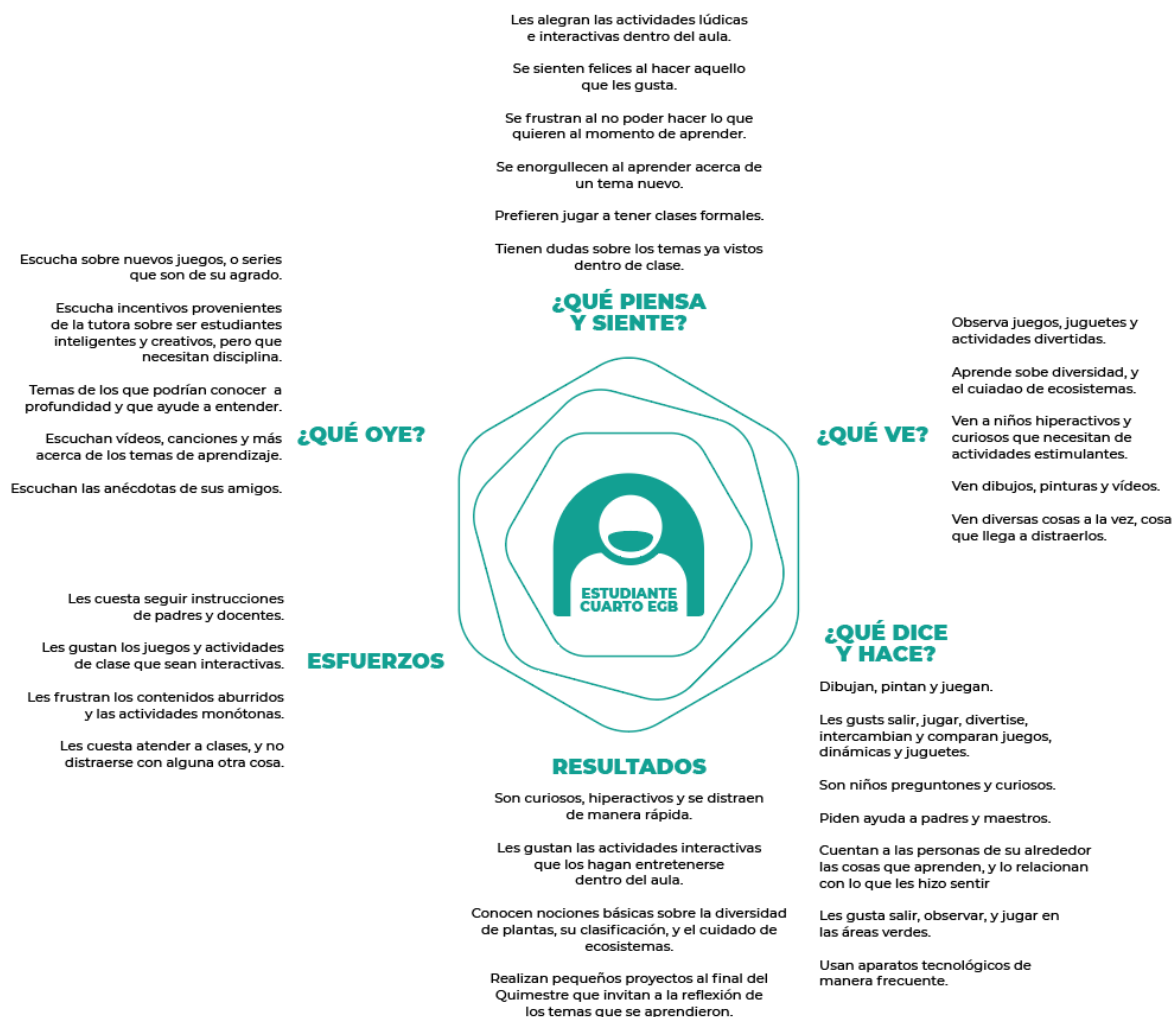 Les alegran las actividades lúdicas
e interactivas dentro del aula.
Se sienten felices al hacer aquello
que les gusta.
Se frustran al no poder hacer lo que
quieren al momento de aprender.
Se enorgullecen al aprender acerca de
un tema nuevo.
Prefieren jugar a tener clases formales.
Tienen dudas sobre los temas ya vistos
dentro de clase.
¿QUÉ PIENSA
Y SIENTE?
Escucha sobre nuevos juegos, o series
que son de su agrado.
Escucha incentivos provenientes
de la tutora sobre ser estudiantes
inteligentes y creativos, pero que
necesitan disciplina.
Temas de los que podrían conocer a
profundidad y que ayude a entender.
Escuchan vídeos, canciones y más
acerca de los temas de aprendizaje.
Escuchan las anécdotas de sus amigos.
¿QUÉ OYE?
¿QUÉ VE?
Observa juegos, juguetes y
actividades divertidas.
Aprende sobe diversidad, y
el cuiadao de ecosistemas.
Ven a niños hiperactivos y
curiosos que necesitan de
actividades estimulantes.
Ven dibujos, pinturas y vídeos.
Ven diversas cosas a la vez, cosa
que llega a distraerlos.
ESTUDIANTE
CUARTO EGB
Les cuesta seguir instrucciones
de padres y docentes.
Les gustan los juegos y actividades
de clase que sean interactivas.
Les frustran los contenidos aburridos
y las actividades monótonas.
Les cuesta atender a clases, y no
distraerse con alguna otra cosa.
ESFUERZOS
¿QUÉ DICE
Y HACE?
Dibujan, pintan y juegan.
Les gusts salir, jugar, divertise,
intercambian y comparan juegos,
dinámicas y juguetes.
Son niños preguntones y curiosos.
Piden ayuda a padres y maestros.
Cuentan a las personas de su alrededor
las cosas que aprenden, y lo relacionan
con lo que les hizo sentir
Les gusta salir, observar, y jugar en
las áreas verdes.
Usan aparatos tecnológicos de
manera frecuente.
RESULTADOS
Son curiosos, hiperactivos y se distraen
de manera rápida.
Les gustan las actividades interactivas
que los hagan entretenerse
dentro del aula.
Conocen nociones básicas sobre la diversidad
de plantas, su clasificación, y el cuidado de
ecosistemas.
Realizan pequeños proyectos al final del
Quimestre que invitan a la reflexión de
los temas que se aprendieron.